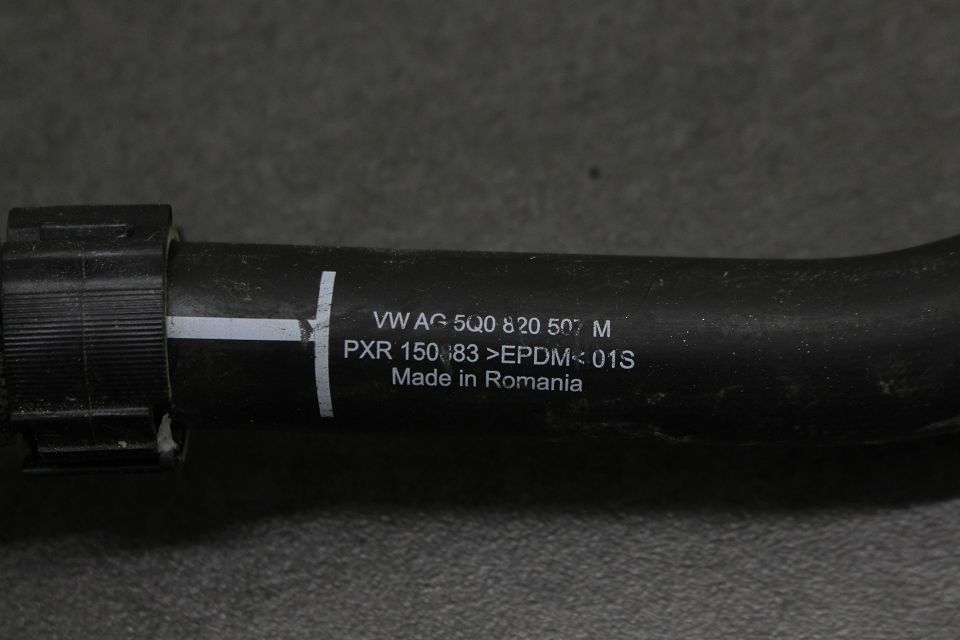 VW AG 5Q0 820 507 M
PXR >EPDM< 01S
Made in Romania